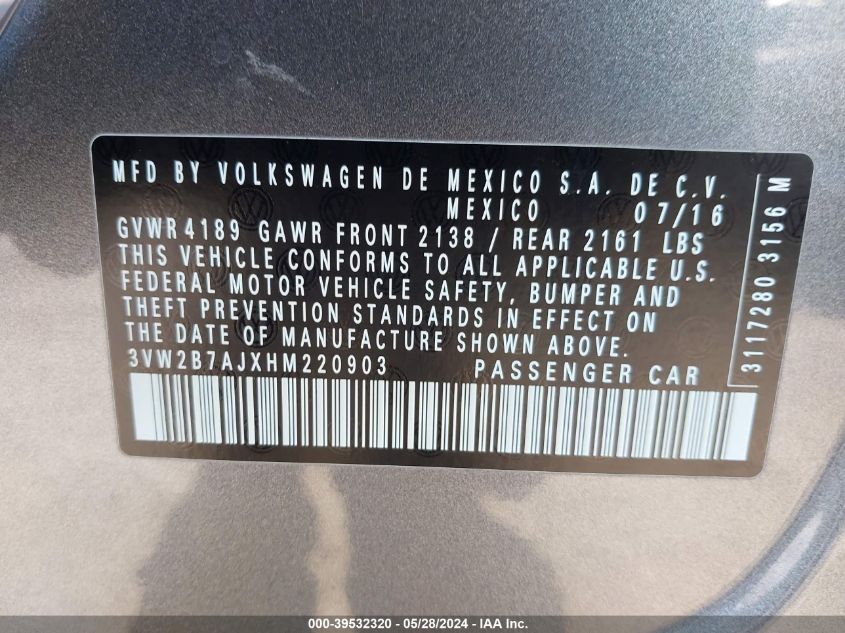 MFD BY VOLKSWAGEN DE MEXICO S.A. DE C.V.
MEXICO 07/16
GVWR 4189 GAWR FRONT 2138 / REAR 2161 LBS
THIS VEHICLE CONFORMS TO ALL APPLICABLE U.S.
FEDERAL MOTOR VEHICLE SAFETY, BUMPER AND
THEFT PREVENTION STANDARDS IN EFFECT ON
THE DATE OF MANUFACTURE SHOWN ABOVE.
3VW2B7AJXHM220903 PASSENGER CAR
3117280 3156 M
000-39532320 - 05/28/2024 - IAA Inc.